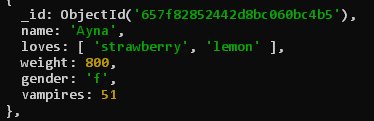 {
_id: ObjectId('657f82852442d8bc060bc4b5'),
name: 'Ayna',
loves: [ 'strawberry', 'lemon' ],
weight: 800,
gender: 'f',
vampires: 51
},